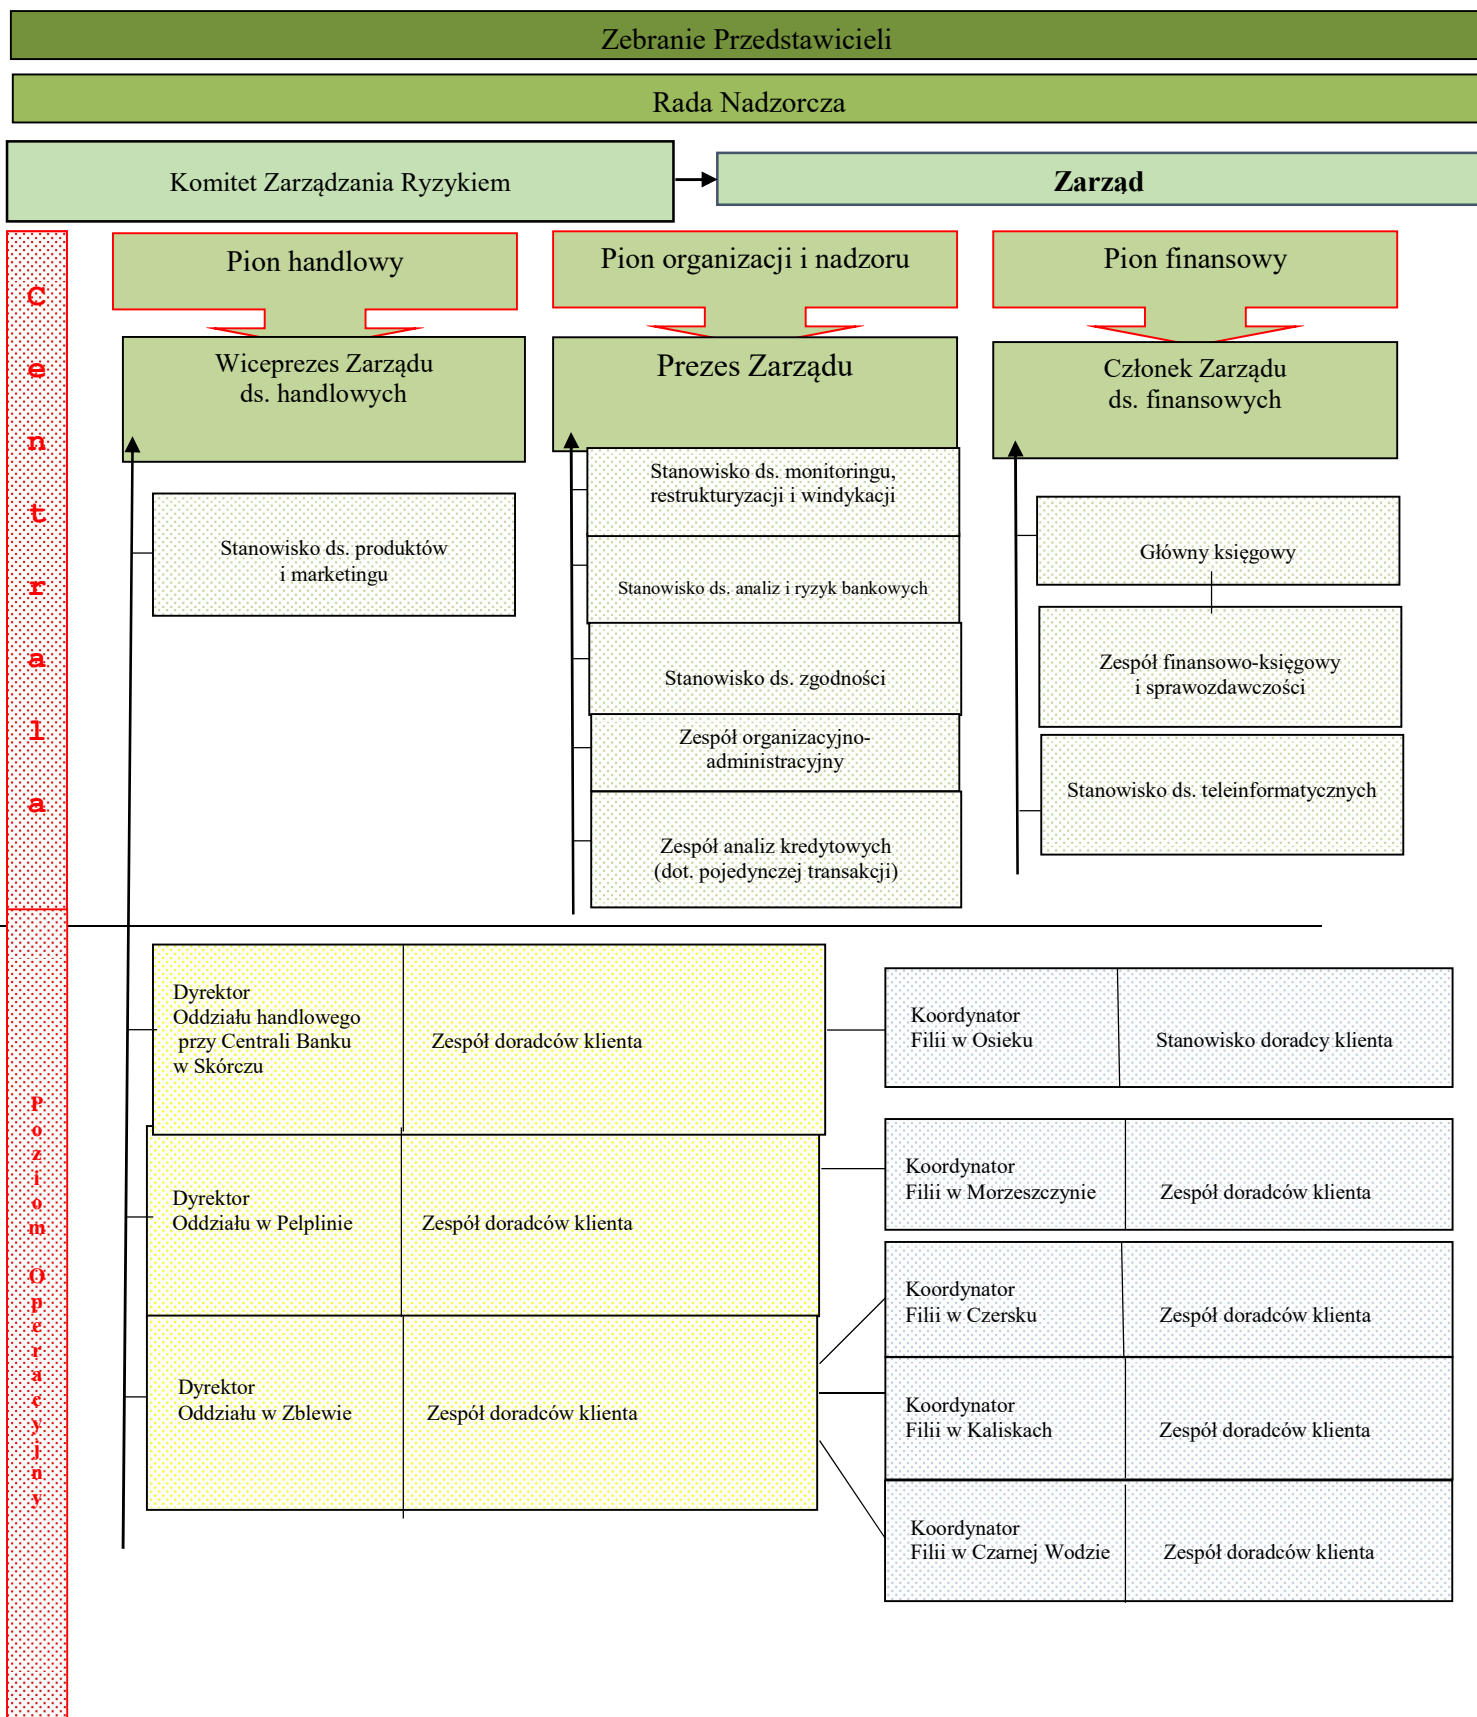 Zebranie Przedstawicieli
Rada Nadzorcza
Komitet Zarządzania Ryzykiem
Zarząd
Centrala
Pion handlowy
Pion organizacji i nadzoru
Pion finansowy
Wiceprezes Zarządu
ds. handlowych
Prezes Zarządu
Członek Zarządu
ds. finansowych
Stanowisko ds. produktów
i marketingu
Stanowisko ds. monitoringu,
restrukturyzacji i windykacji
Stanowisko ds. analiz i ryzyk bankowych
Stanowisko ds. zgodności
Zespół organizacyjno-
administracyjny
Zespół analiz kredytowych
(dot. pojedynczej transakcji)
Główny księgowy
Zespół finansowo-księgowy
i sprawozdawczości
Stanowisko ds. teleinformatycznych
Poziom Operacyjny
Dyrektor
Oddziału handlowego
przy Centrali Banku
w Skórczu
Zespół doradców klienta
Koordynator
Filii w Osieku
Stanowisko doradcy klienta
Dyrektor
Oddziału w Pelplinie
Zespół doradców klienta
Koordynator
Filii w Morzeszczynie
Zespół doradców klienta
Koordynator
Filii w Czersku
Zespół doradców klienta
Dyrektor
Oddziału w Zblewie
Zespół doradców klienta
Koordynator
Filii w Kaliskach
Zespół doradców klienta
Koordynator
Filii w Czarnej Wodzie
Zespół doradców klienta